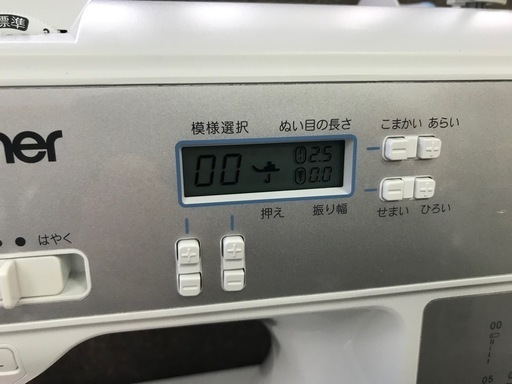 標準
模様選択 ぬい目の長さ こまかい あらい
ner
00 2.5
0.0
押え 振り幅 せまい ひろい
はやく
00
05